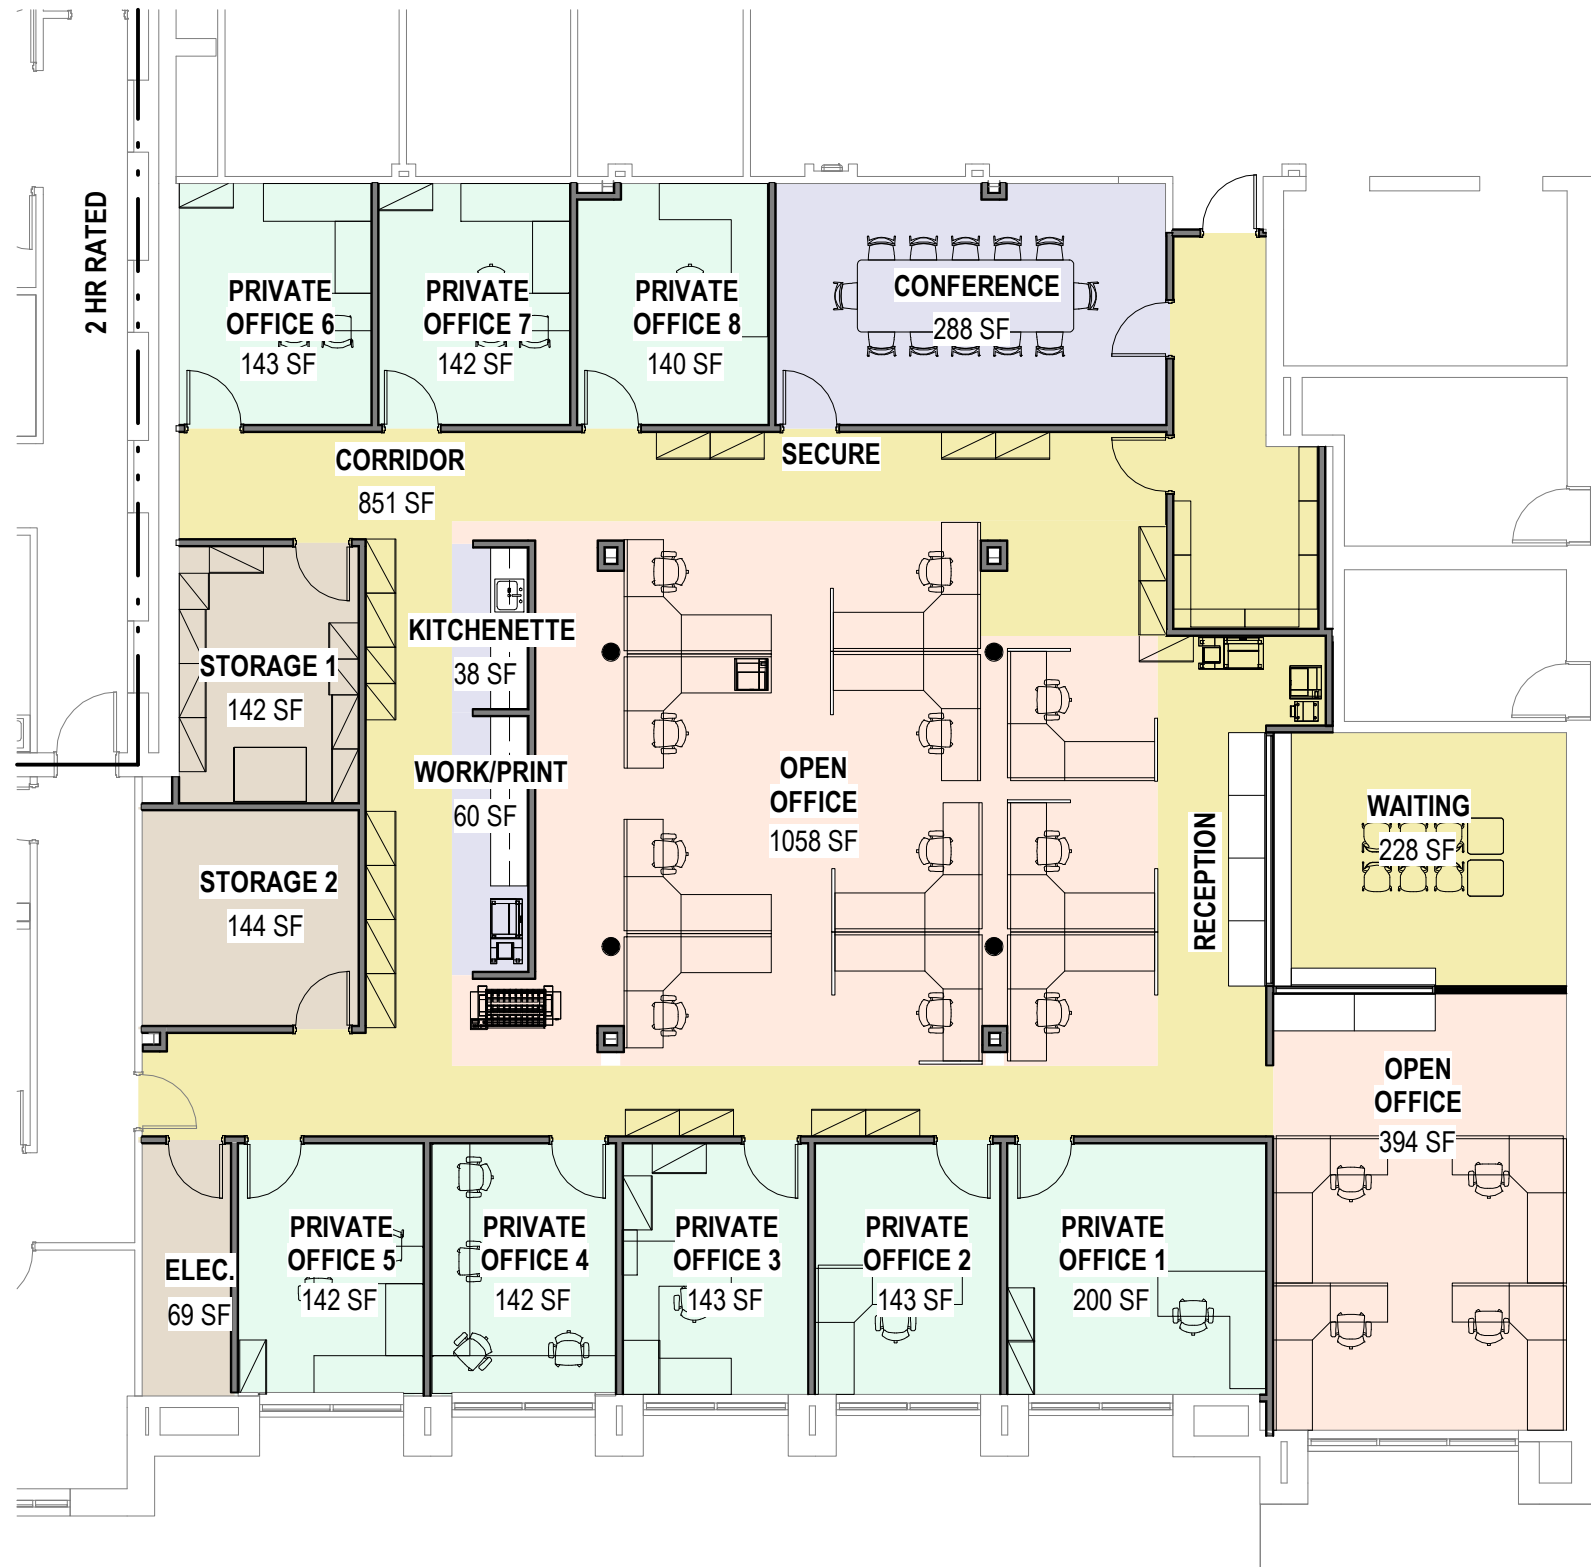 2 HR RATED
PRIVATE
OFFICE 6
143 SF
PRIVATE
OFFICE 7
142 SF
PRIVATE
OFFICE 8
140 SF
CONFERENCE
288 SF
CORRIDOR
851 SF
SECURE
KITCHENETTE
38 SF
STORAGE 1
142 SF
WORK/PRINT
60 SF
OPEN
OFFICE
1058 SF
WAITING
228 SF
RECEPTION
STORAGE 2
144 SF
OPEN
OFFICE
394 SF
ELEC.
69 SF
PRIVATE
OFFICE 5
142 SF
PRIVATE
OFFICE 4
142 SF
PRIVATE
OFFICE 3
143 SF
PRIVATE
OFFICE 2
143 SF
PRIVATE
OFFICE 1
200 SF